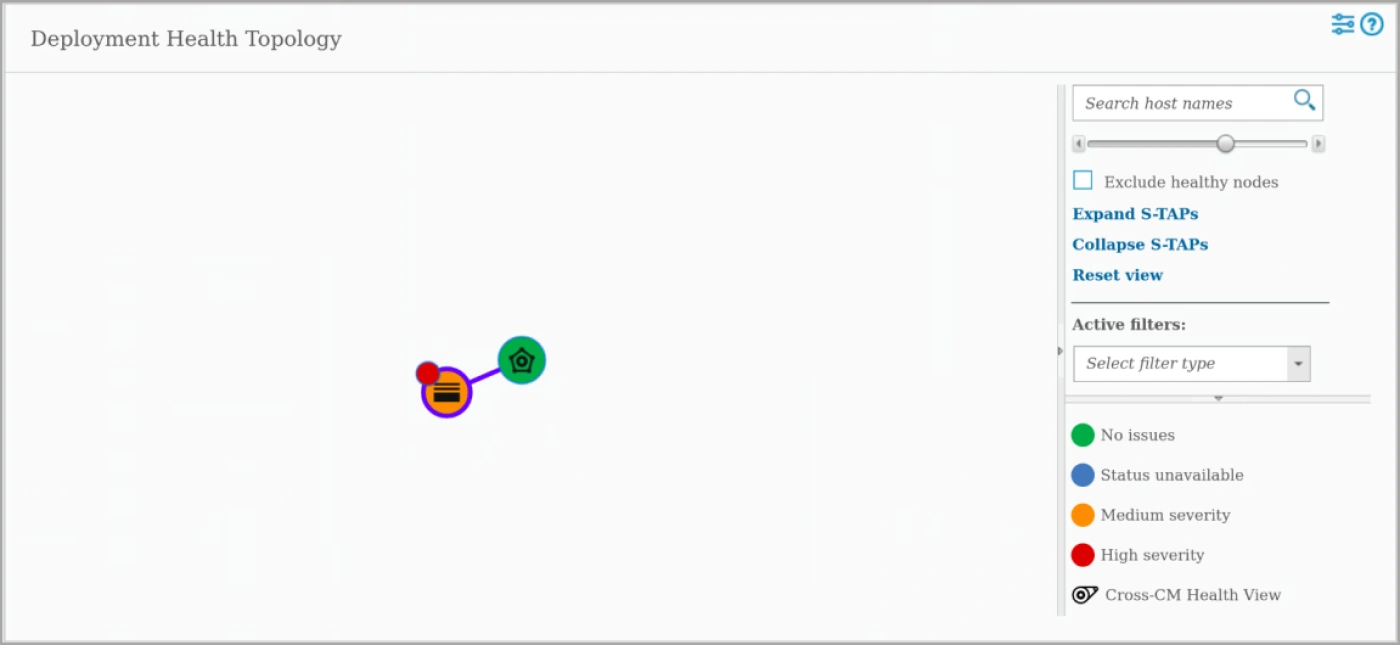 Deployment Health Topology
Search host names
Exclude healthy nodes
Expand S-TAPs
Collapse S-TAPs
Reset view
Active filters:
Select filter type
No issues
Status unavailable
Medium severity
High severity
Cross-CM Health View